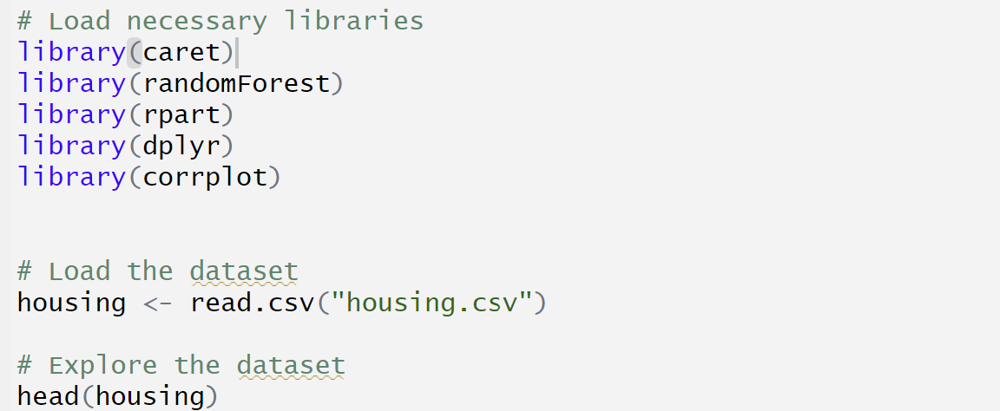 # Load necessary libraries
library(caret)
library(randomForest)
library(rpart)
library(dplyr)
library(corrplot)
# Load the dataset
housing <- read.csv("housing.csv")
# Explore the dataset
head(housing)